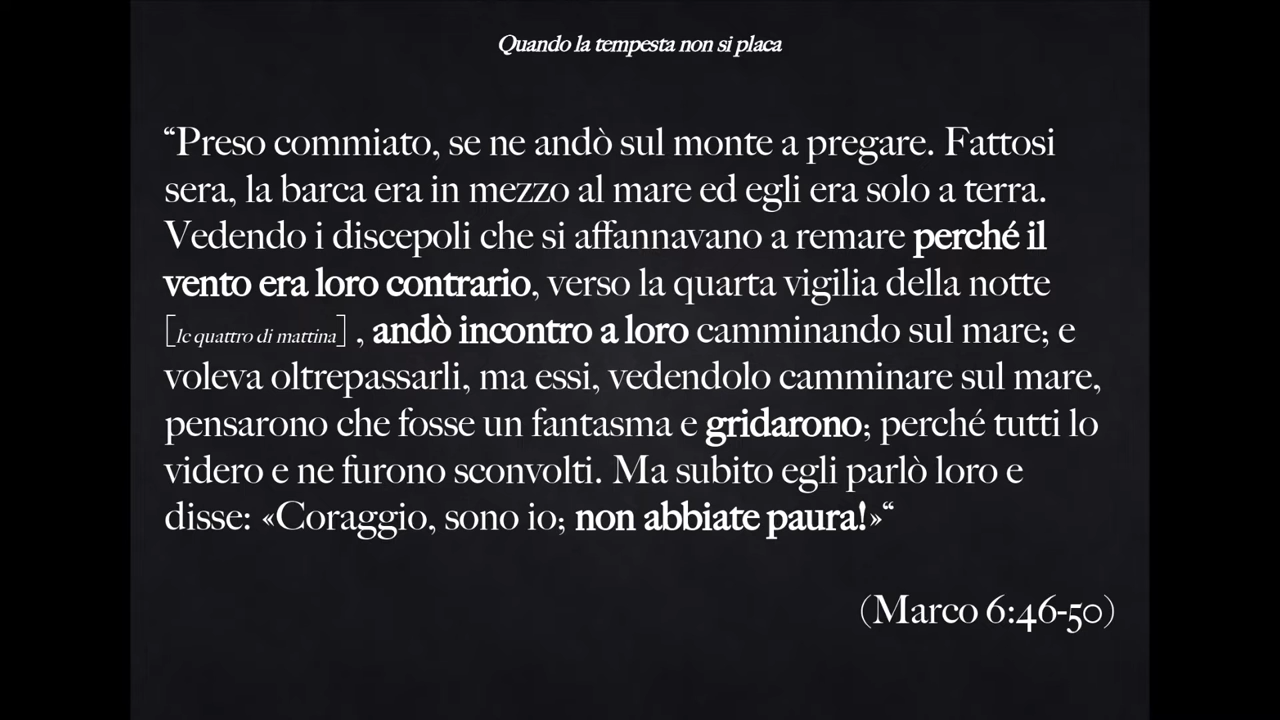 Quando la tempesta non si placa
“Preso commiato, se ne andò sul monte a pregare. Fattosi
sera, la barca era in mezzo al mare ed egli era solo a terra.
Vedendo i discepoli che si affannavano a remare perché il
vento era loro contrario, verso la quarta vigilia della notte
[le quattro di mattina] , andò incontro a loro camminando sul mare; e
voleva oltrepassarli, ma essi, vedendolo camminare sul mare,
pensarono che fosse un fantasma e gridarono; perché tutti lo
videro e ne furono sconvolti. Ma subito egli parlò loro e
disse: «Coraggio, sono io; non abbiate paura!»“
(Marco 6:46-50)